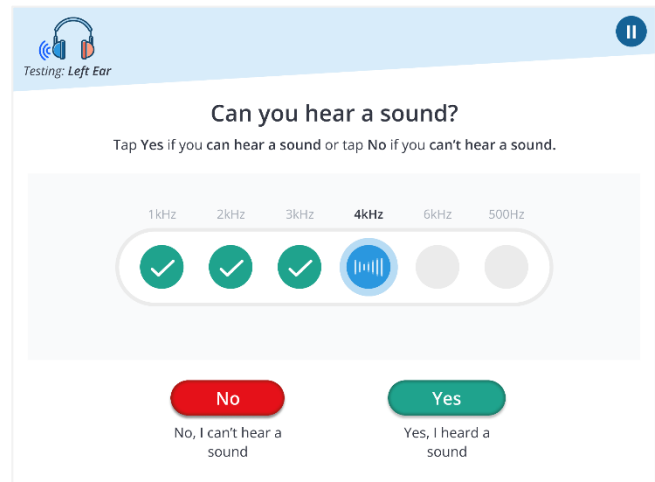 Testing: Left Ear
Can you hear a sound?
Tap Yes if you can hear a sound or tap No if you can’t hear a sound.
1kHz 2kHz 3kHz 4kHz 6kHz 500Hz
No Yes
No, I can’t hear a
sound
Yes, I heard a
sound